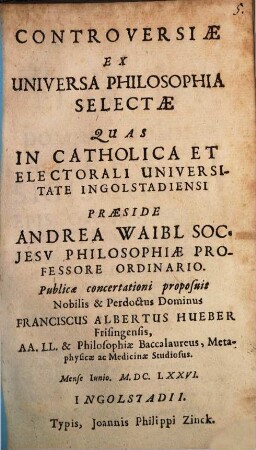 5.
CONTROVERSIÆ
EX
UNIVERSA PHILOSOPHIA
SELECTÆ
QUAS
IN CATHOLICA ET
ELECTORALI UNIVERSI-
TATE INGOLSTADIENSI
PRÆSIDE
ANDREA WAIBL SOC.
JESV PHILOSOPHIÆ PRO-
FESSORE ORDINARIO.
Publicæ concertationi proposuit
Nobilis & Perdoctus Dominus
FRANCISCUS ALBERTUS HUEBER
Frisingensis,
AA. LL. & Philosophiæ Baccalaureus, Meta-
physicæ ac Medicinæ Studiosus.
Mense Iunio. M. DC. LXXVI.
INGOLSTADII.
Typis, Joannis Philippi Zinck.